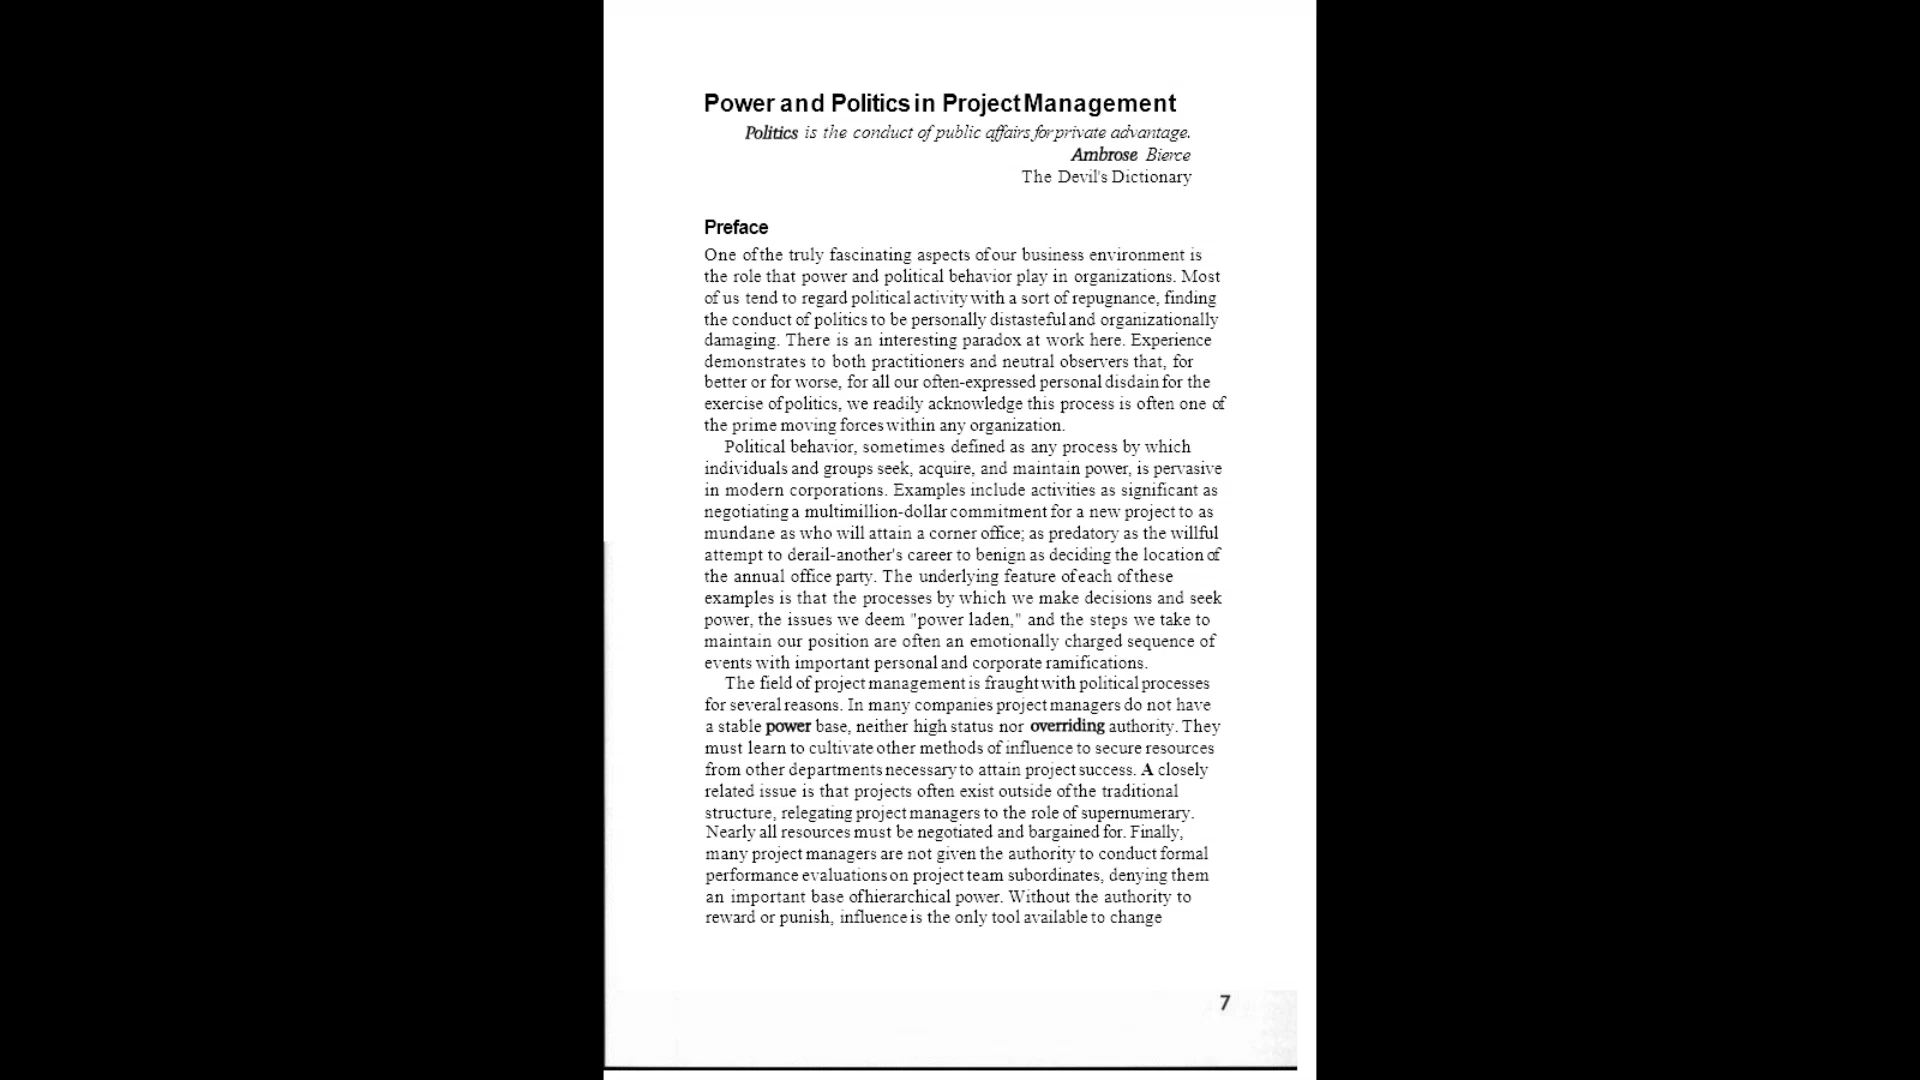 Power and Politics in Project Management
Politics is the conduct of public affairs for private advantage.
Ambrose Bierce
The Devil's Dictionary
Preface
One of the truly fascinating aspects of our business environment is
the role that power and political behavior play in organizations. Most
of us tend to regard political activity with a sort of repugnance, finding
the conduct of politics to be personally distasteful and organizationally
damaging. There is an interesting paradox at work here. Experience
demonstrates to both practitioners and neutral observers that, for
better or for worse, for all our often-expressed personal disdain for the
exercise of politics, we readily acknowledge this process is often one of
the prime moving forces within any organization.
Political behavior, sometimes defined as any process by which
individuals and groups seek, acquire, and maintain power, is pervasive
in modern corporations. Examples include activities as significant as
negotiating a multimillion-dollar commitment for a new project to as
mundane as who will attain a corner office; as predatory as the willful
attempt to derail-another's career to benign as deciding the location of
the annual office party. The underlying feature of each of these
examples is that the processes by which we make decisions and seek
power, the issues we deem "power laden," and the steps we take to
maintain our position are often an emotionally charged sequence of
events with important personal and corporate ramifications.
The field of project management is fraught with political processes
for several reasons. In many companies project managers do not have
a stable power base, neither high status nor overriding authority. They
must learn to cultivate other methods of influence to secure resources
from other departments necessary to attain project success. A closely
related issue is that projects often exist outside of the traditional
structure, relegating project managers to the role of supernumerary.
Nearly all resources must be negotiated and bargained for. Finally,
many project managers are not given the authority to conduct formal
performance evaluations on project team subordinates, denying them
an important base of hierarchical power. Without the authority to
reward or punish, influence is the only tool available to change
7